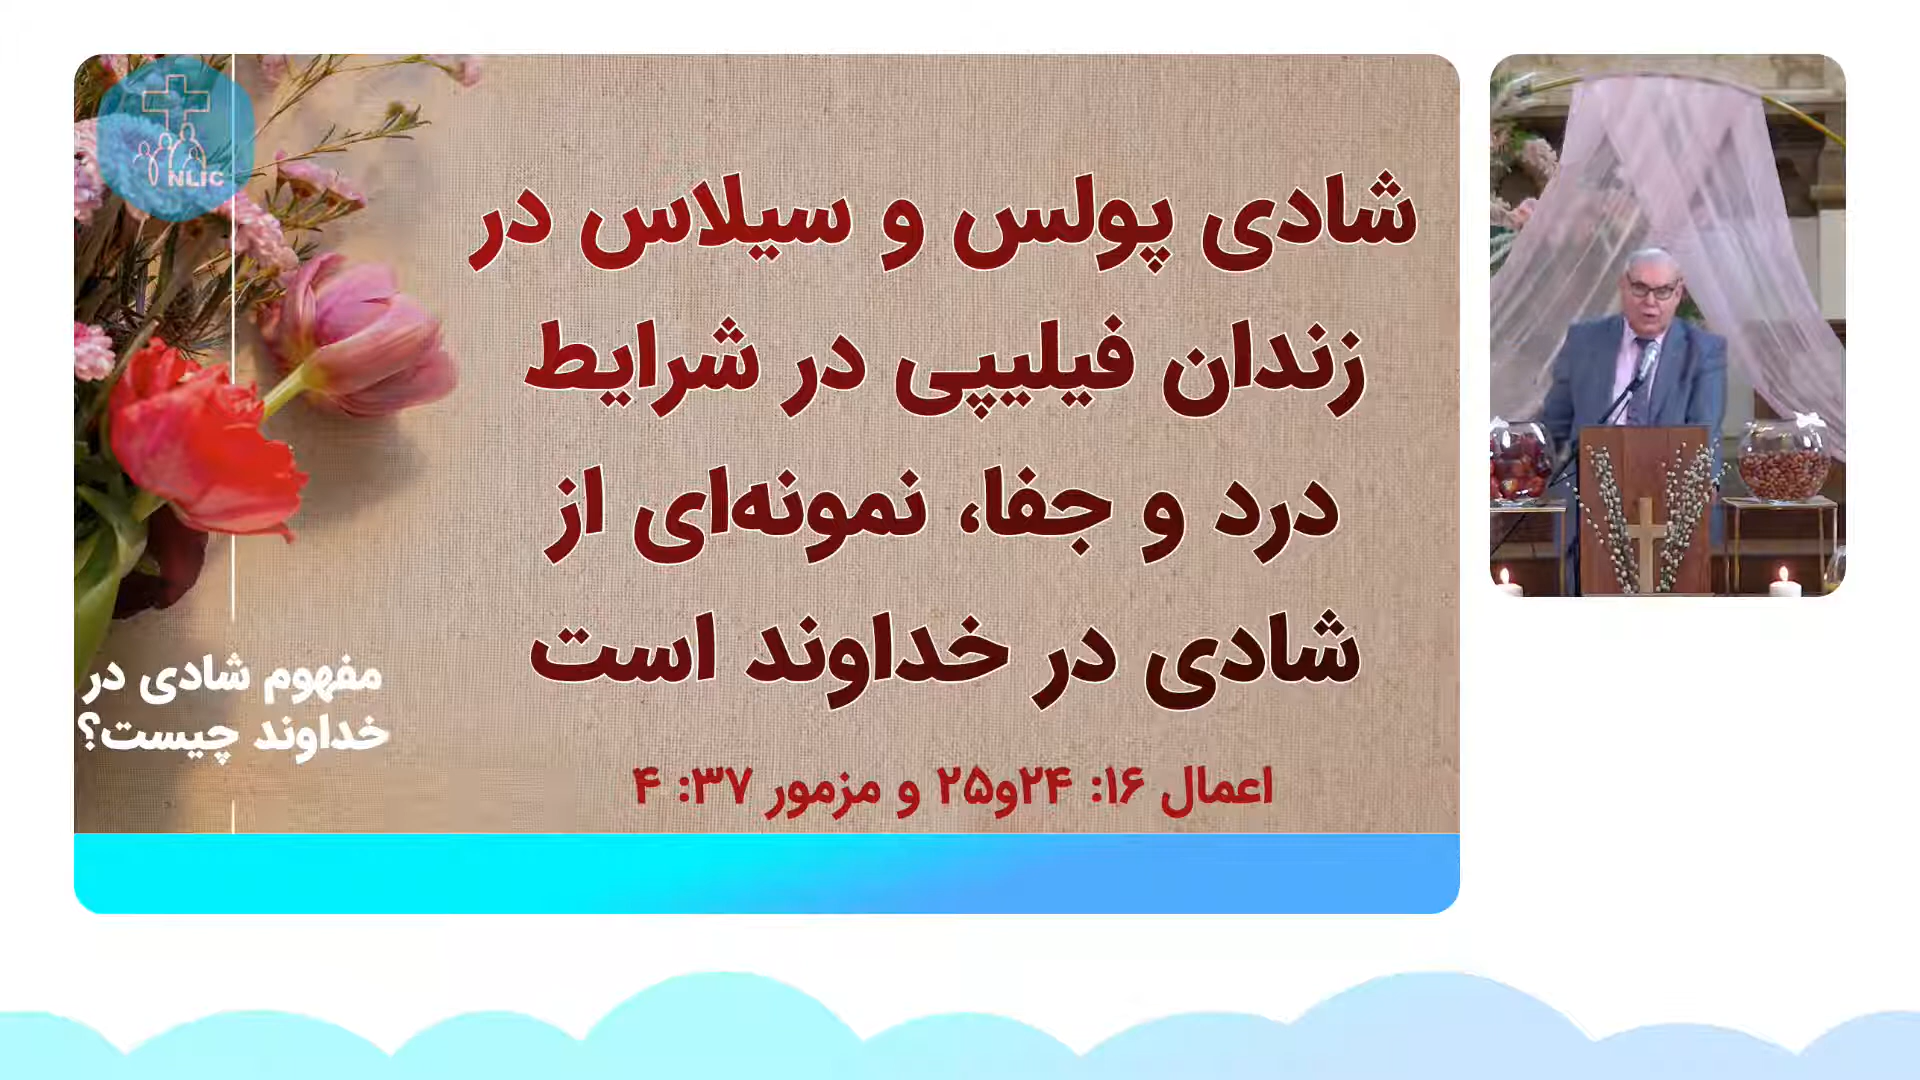 NLIC
شادی پولس و سیلاس در
زندان فیلیپی در شرایط
درد و جفا، نمونه‌ای از
شادی در خداوند است
اعمال ۱۶: ۲۴و۲۵ و مزمور ۳۷: ۴
مفهوم شادی در
خداوند چیست؟